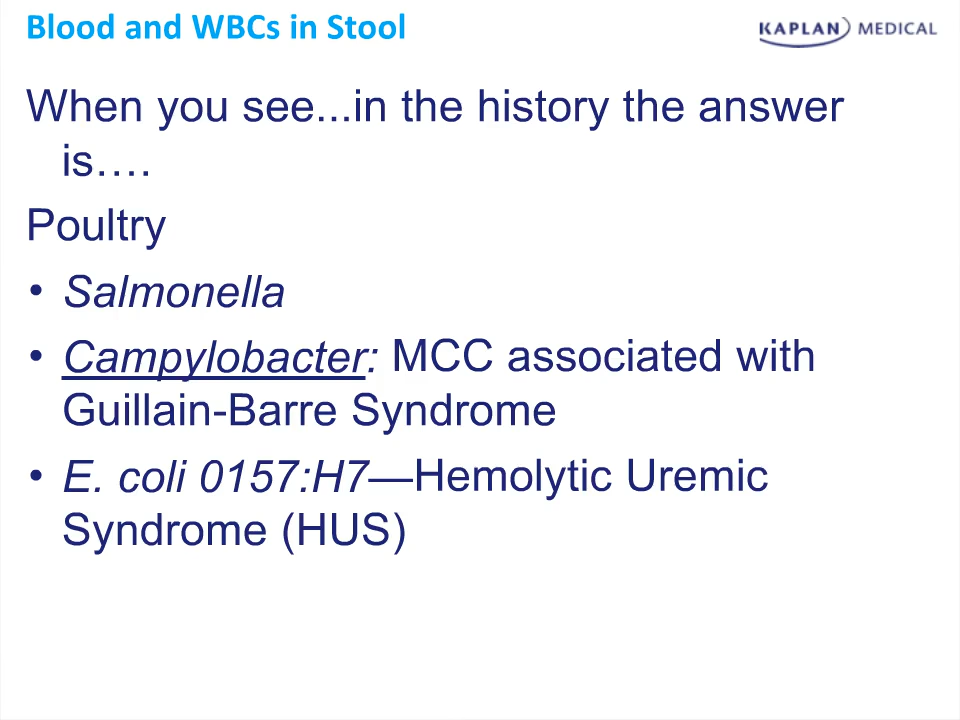 Blood and WBCs in Stool
KAPLAN MEDICAL
When you see...in the history the answer
is….
Poultry
• Salmonella
• Campylobacter: MCC associated with
Guillain-Barre Syndrome
• E. coli 0157:H7—Hemolytic Uremic
Syndrome (HUS)